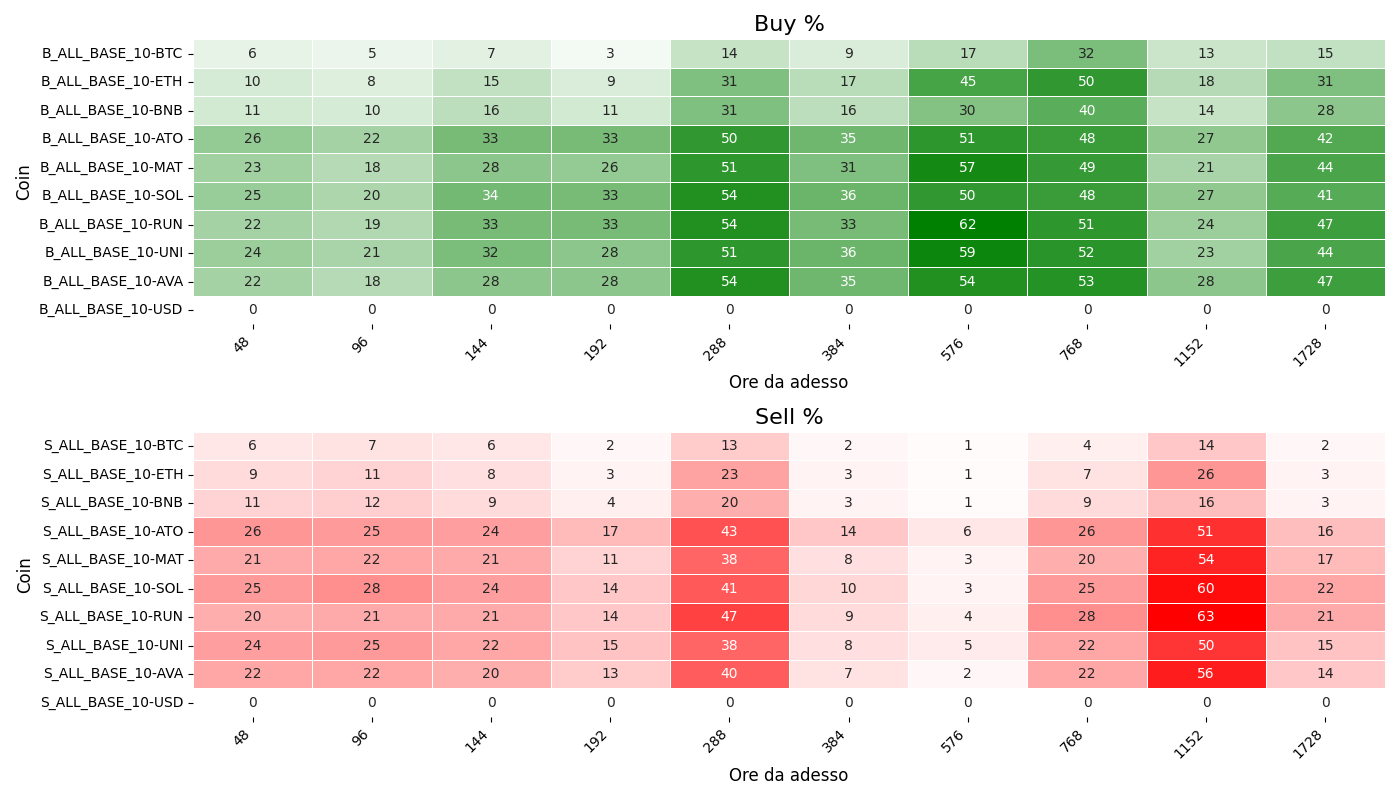 Buy %
Coin
B_ALL_BASE_10-BTC 6 5 7 3 14 9 17 32 13 15
B_ALL_BASE_10-ETH 10 8 15 9 31 17 45 50 18 31
B_ALL_BASE_10-BNB 11 10 16 11 31 16 30 40 14 28
B_ALL_BASE_10-ATO 26 22 33 33 50 35 51 48 27 42
B_ALL_BASE_10-MAT 23 18 28 26 51 31 57 49 21 44
B_ALL_BASE_10-SOL 25 20 34 33 54 36 50 48 27 41
B_ALL_BASE_10-RUN 22 19 33 33 54 33 62 51 24 47
B_ALL_BASE_10-UNI 24 21 32 28 51 36 59 52 23 44
B_ALL_BASE_10-AVA 22 18 28 28 54 35 54 53 28 47
B_ALL_BASE_10-USD 0 0 0 0 0 0 0 0 0 0
48 96 144 192 288 384 576 768 1152 1728
Ore da adesso
Sell %
Coin
S_ALL_BASE_10-BTC 6 7 6 2 13 2 1 4 14 2
S_ALL_BASE_10-ETH 9 11 8 3 23 3 1 7 26 3
S_ALL_BASE_10-BNB 11 12 9 4 20 3 1 9 16 3
S_ALL_BASE_10-ATO 26 25 24 17 43 14 6 26 51 16
S_ALL_BASE_10-MAT 21 22 21 11 38 8 3 20 54 17
S_ALL_BASE_10-SOL 25 28 24 14 41 10 3 25 60 22
S_ALL_BASE_10-RUN 20 21 21 14 47 9 4 28 63 21
S_ALL_BASE_10-UNI 24 25 22 15 38 8 5 22 50 15
S_ALL_BASE_10-AVA 22 22 20 13 40 7 2 22 56 14
S_ALL_BASE_10-USD 0 0 0 0 0 0 0 0 0 0
48 96 144 192 288 384 576 768 1152 1728
Ore da adesso